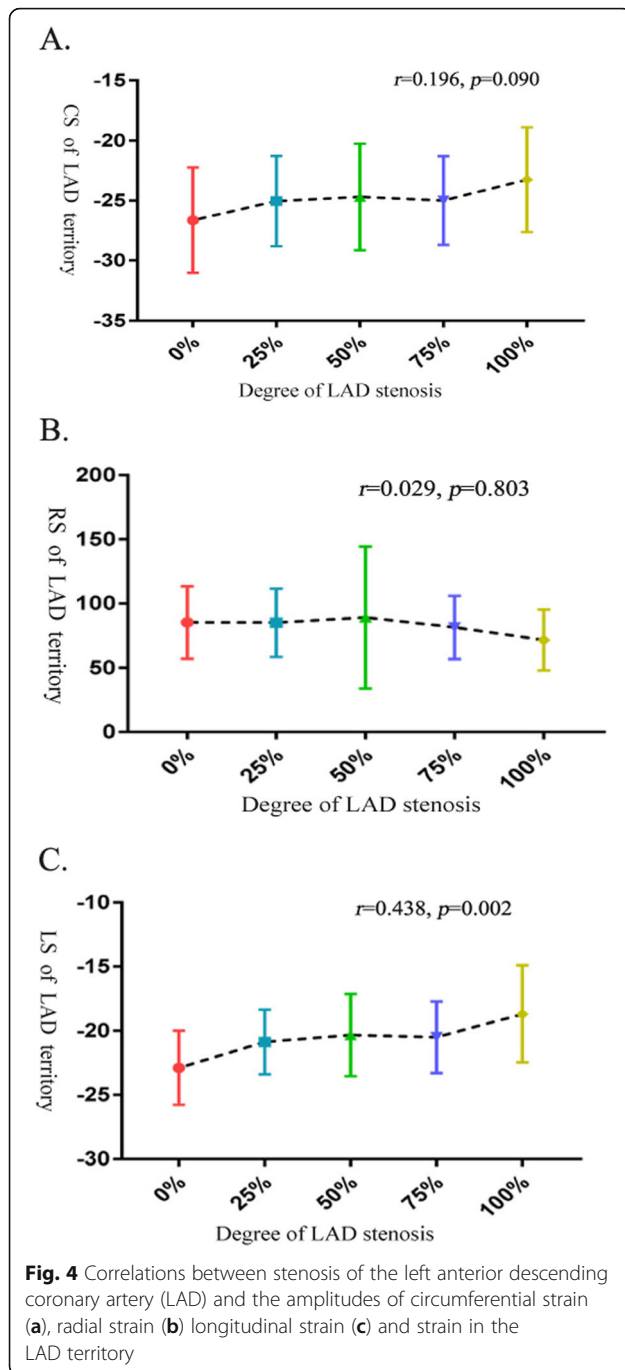 A.
r=0.196, p=0.090
CS of LAD territory
-15
-20
-25
-30
-35
0%
25%
50%
75%
100%
Degree of LAD stenosis
B.
r=0.029, p=0.803
RS of LAD territory
200
150
100
50
0
0%
25%
50%
75%
100%
Degree of LAD stenosis
C.
r=0.438, p=0.002
LS of LAD territory
-10
-15
-20
-25
-30
0%
25%
50%
75%
100%
Degree of LAD stenosis
Fig. 4 Correlations between stenosis of the left anterior descending
coronary artery (LAD) and the amplitudes of circumferential strain
(a), radial strain (b) longitudinal strain (c) and strain in the
LAD territory